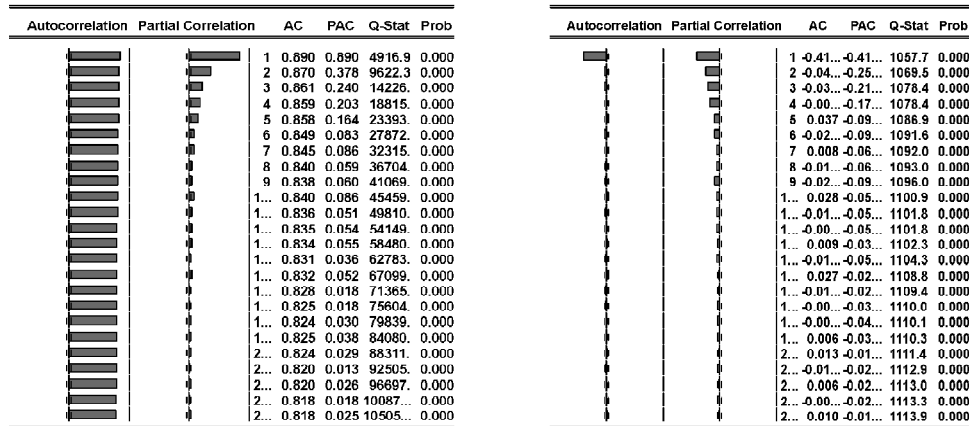 Autocorrelation Partial Correlation AC PAC Q-Stat Prob
1 0.890 0.890 4916.9 0.000
2 0.870 0.378 9622.3 0.000
3 0.861 0.240 14226. 0.000
4 0.859 0.203 18815. 0.000
5 0.858 0.164 23393. 0.000
6 0.849 0.083 27872. 0.000
7 0.845 0.086 32315. 0.000
8 0.840 0.059 36704. 0.000
9 0.838 0.060 41069. 0.000
1... 0.840 0.086 45459. 0.000
1... 0.836 0.051 49810. 0.000
1... 0.835 0.054 54149. 0.000
1... 0.834 0.055 58480. 0.000
1... 0.831 0.036 62783. 0.000
1... 0.832 0.052 67099. 0.000
1... 0.828 0.018 71365. 0.000
1... 0.825 0.018 75604. 0.000
1... 0.824 0.030 79839. 0.000
1... 0.825 0.038 84080. 0.000
2... 0.824 0.029 88311. 0.000
2... 0.820 0.013 92505. 0.000
2... 0.820 0.026 96697. 0.000
2... 0.818 0.018 10087... 0.000
2... 0.818 0.025 10505... 0.000
Autocorrelation Partial Correlation AC PAC Q-Stat Prob
1 -0.41... -0.41... 1057.7 0.000
2 -0.04... -0.25... 1069.5 0.000
3 -0.03... -0.21... 1078.4 0.000
4 -0.00... -0.17... 1078.4 0.000
5 0.037 -0.09... 1086.9 0.000
6 -0.02... -0.09... 1091.6 0.000
7 0.008 -0.06... 1092.0 0.000
8 -0.01... -0.06... 1093.0 0.000
9 -0.02... -0.09... 1096.0 0.000
1... 0.028 -0.05... 1100.9 0.000
1... -0.01... -0.05... 1101.8 0.000
1... -0.00... -0.05... 1101.8 0.000
1... 0.009 -0.03... 1102.3 0.000
1... -0.01... -0.05... 1104.3 0.000
1... 0.027 -0.02... 1108.8 0.000
1... -0.01... -0.02... 1109.4 0.000
1... -0.00... -0.03... 1110.0 0.000
1... -0.00... -0.04... 1110.1 0.000
1... 0.006 -0.03... 1110.3 0.000
2... 0.013 -0.01... 1111.4 0.000
2... -0.01... -0.02... 1112.9 0.000
2... 0.006 -0.02... 1113.0 0.000
2... -0.00... -0.02... 1113.3 0.000
2... 0.010 -0.01... 1113.9 0.000